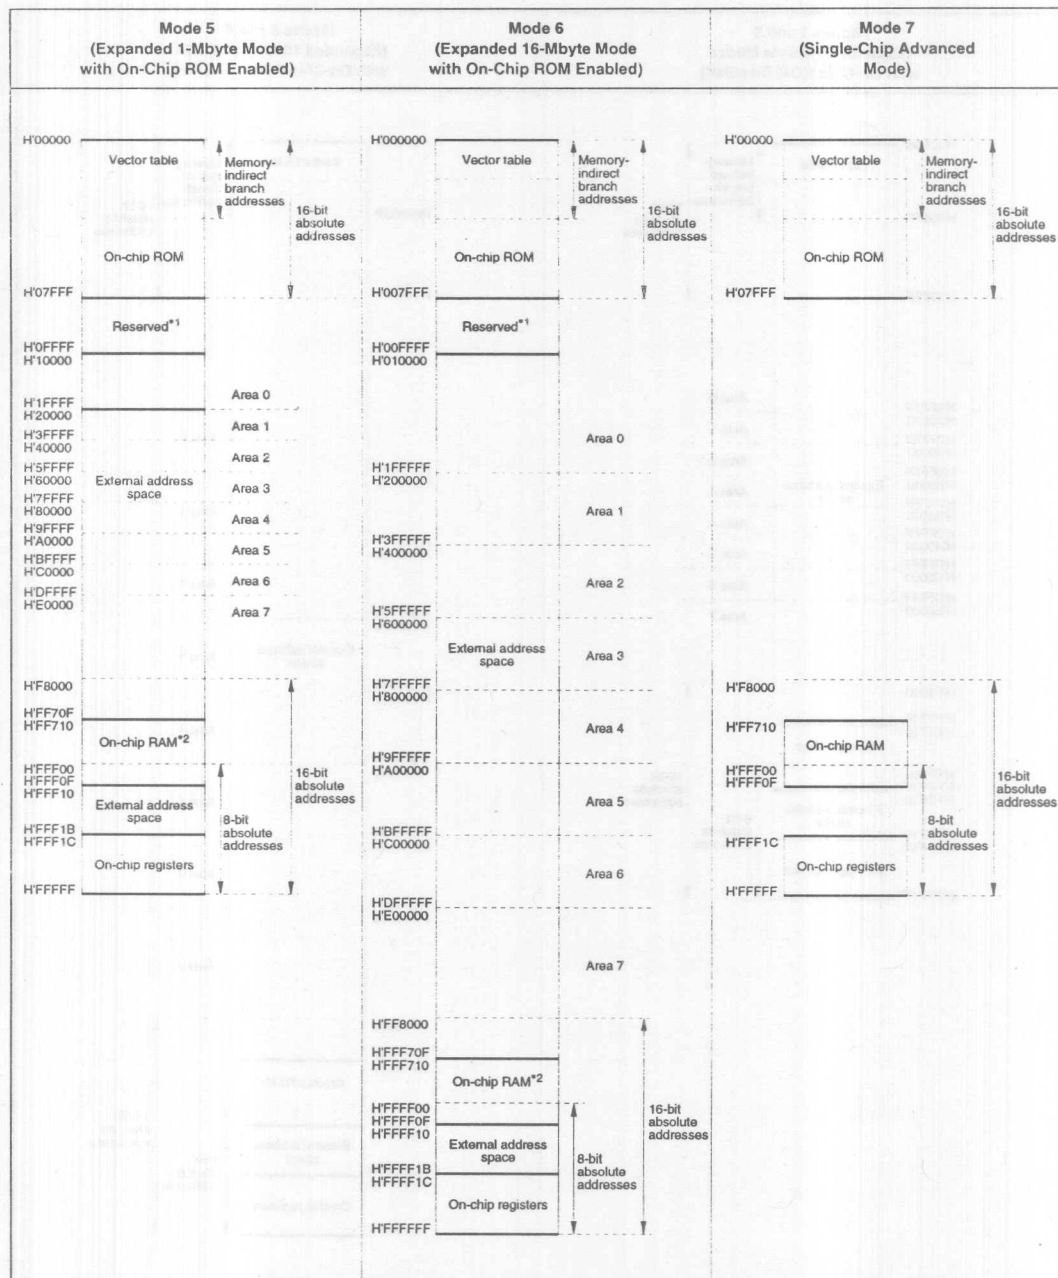 Mode 5
(Expanded 1-Mbyte Mode
with On-Chip ROM Enabled)
H'00000
Vector table
Memory-
indirect
branch
addresses
16-bit
absolute
addresses
On-chip ROM
H'07FFF
Reserved*1
H'0FFFF
H'10000
Area 0
H'1FFFF
H'20000
Area 1
H'3FFFF
H'40000
Area 2
H'5FFFF
H'60000
External address
space
Area 3
H'7FFFF
H'80000
Area 4
H'9FFFF
H'A0000
Area 5
H'BFFFF
H'C0000
Area 6
H'DFFFF
H'E0000
Area 7
H'F8000
H'FF70F
H'FF710
On-chip RAM*2
H'FFF00
H'FFF0F
H'FFF10
16-bit
absolute
addresses
External address
space
8-bit
absolute
addresses
H'FFF1B
H'FFF1C
On-chip registers
H'FFFFF
Mode 6
(Expanded 16-Mbyte Mode
with On-Chip ROM Enabled)
H'000000
Vector table
Memory-
indirect
branch
addresses
16-bit
absolute
addresses
On-chip ROM
H'007FFF
Reserved*1
H'00FFFF
H'010000
Area 0
H'1FFFFF
H'200000
Area 1
H'3FFFFF
H'400000
Area 2
H'5FFFFF
H'600000
External address
space
Area 3
H'7FFFFF
H'800000
Area 4
H'9FFFFF
H'A00000
Area 5
H'BFFFFF
H'C00000
Area 6
H'DFFFFF
H'E00000
Area 7
H'FF8000
H'FFF70F
H'FFF710
On-chip RAM*2
H'FFFF00
H'FFFF0F
H'FFFF10
16-bit
absolute
addresses
External address
space
8-bit
absolute
addresses
H'FFFF1B
H'FFFF1C
On-chip registers
H'FFFFFF
Mode 7
(Single-Chip Advanced
Mode)
H'00000
Vector table
Memory-
indirect
branch
addresses
16-bit
absolute
addresses
On-chip ROM
H'07FFF
H'F8000
H'FF710
On-chip RAM
H'FFF00
H'FFF0F
16-bit
absolute
addresses
8-bit
absolute
addresses
H'FFF1C
On-chip registers
H'FFFFF